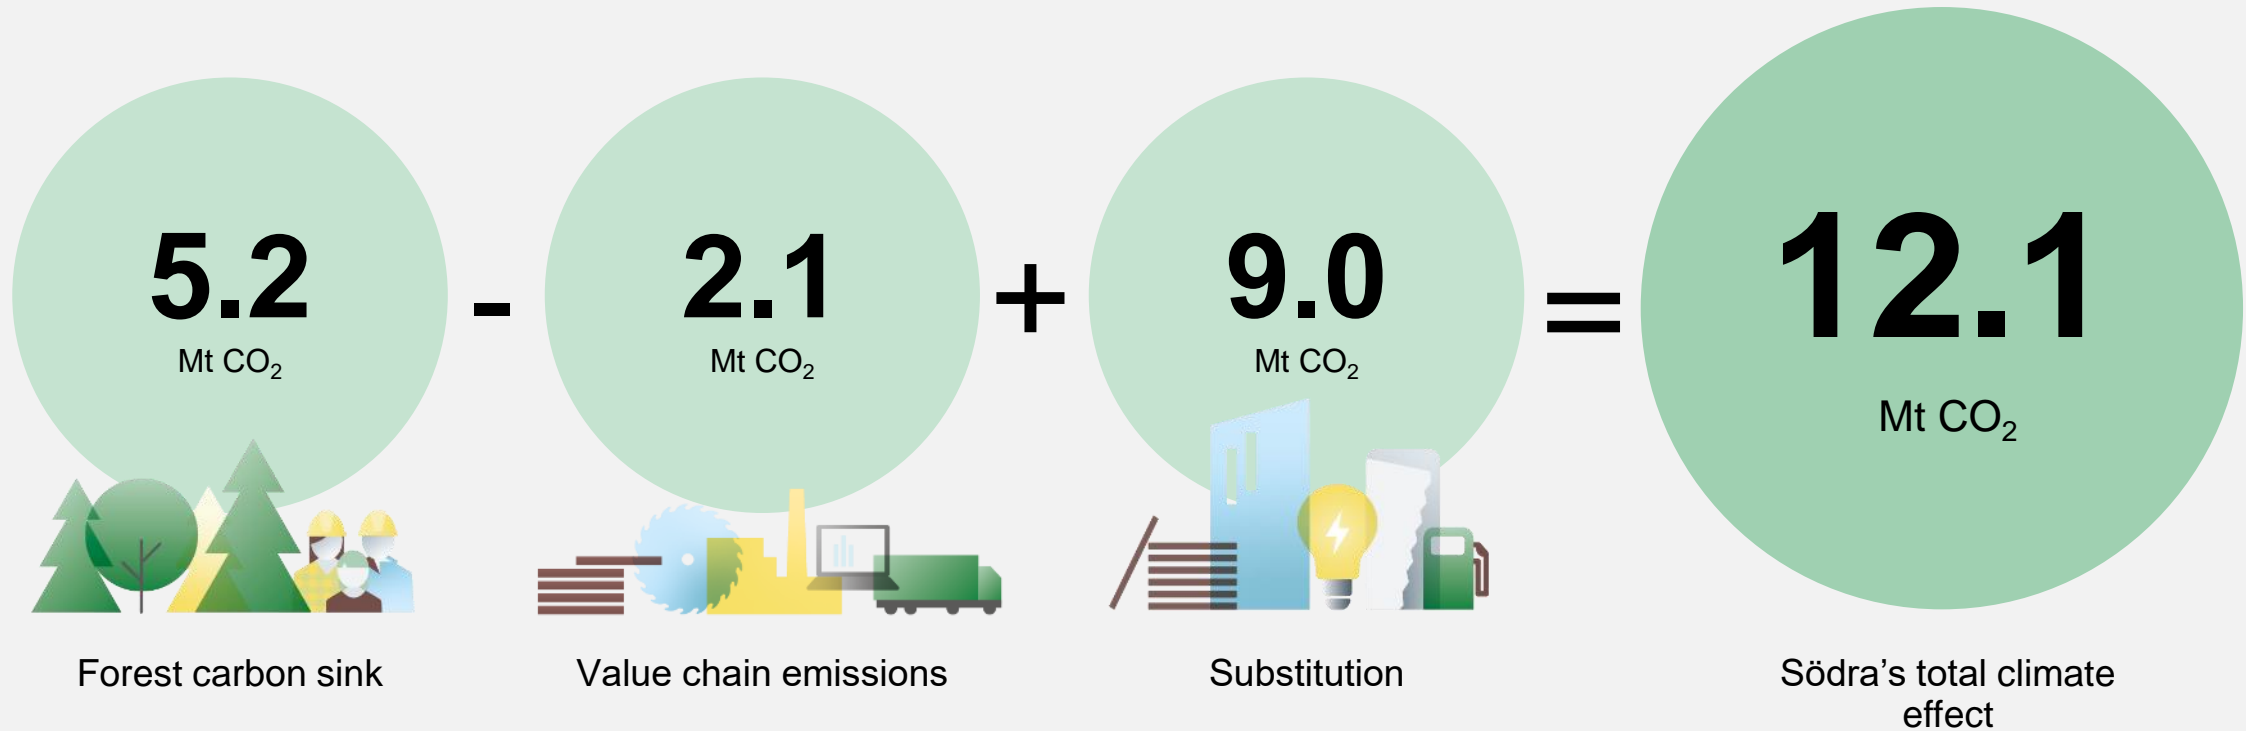 5.2
Mt CO₂
-
2.1
Mt CO₂
+
9.0
Mt CO₂
=
12.1
Mt CO₂
Forest carbon sink
Value chain emissions
Substitution
Södra’s total climate
effect